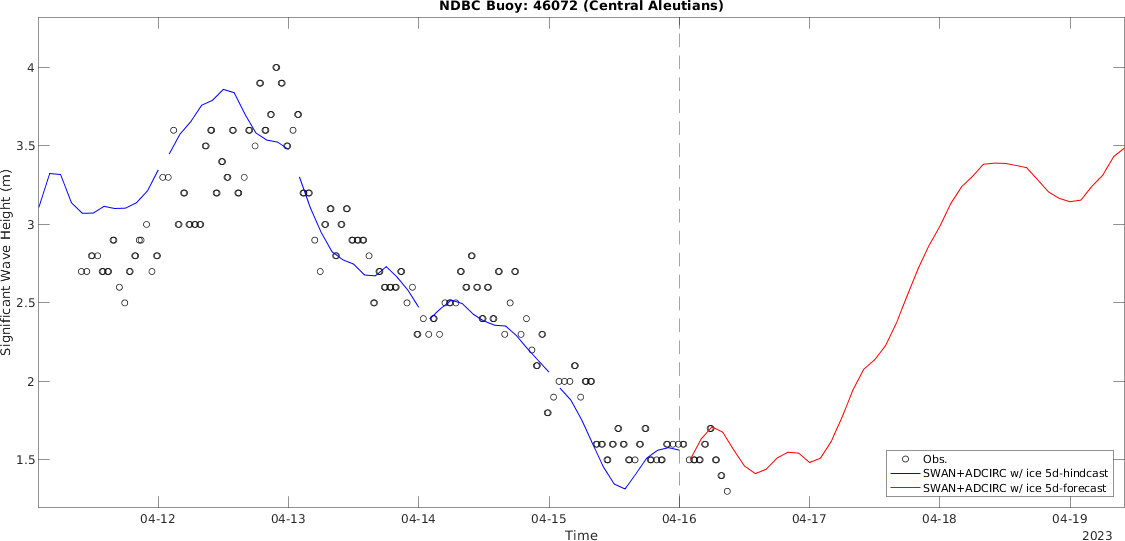 NDBC Buoy: 46072 (Central Aleutians)
Significant Wave Height (m)
4
3.5
3
2.5
2
1.5
Obs.
SWAN+ADCIRC w/ ice 5d-hindcast
SWAN+ADCIRC w/ ice 5d-forecast
04-12 04-13 04-14 04-15 04-16 04-17 04-18 04-19
Time
2023